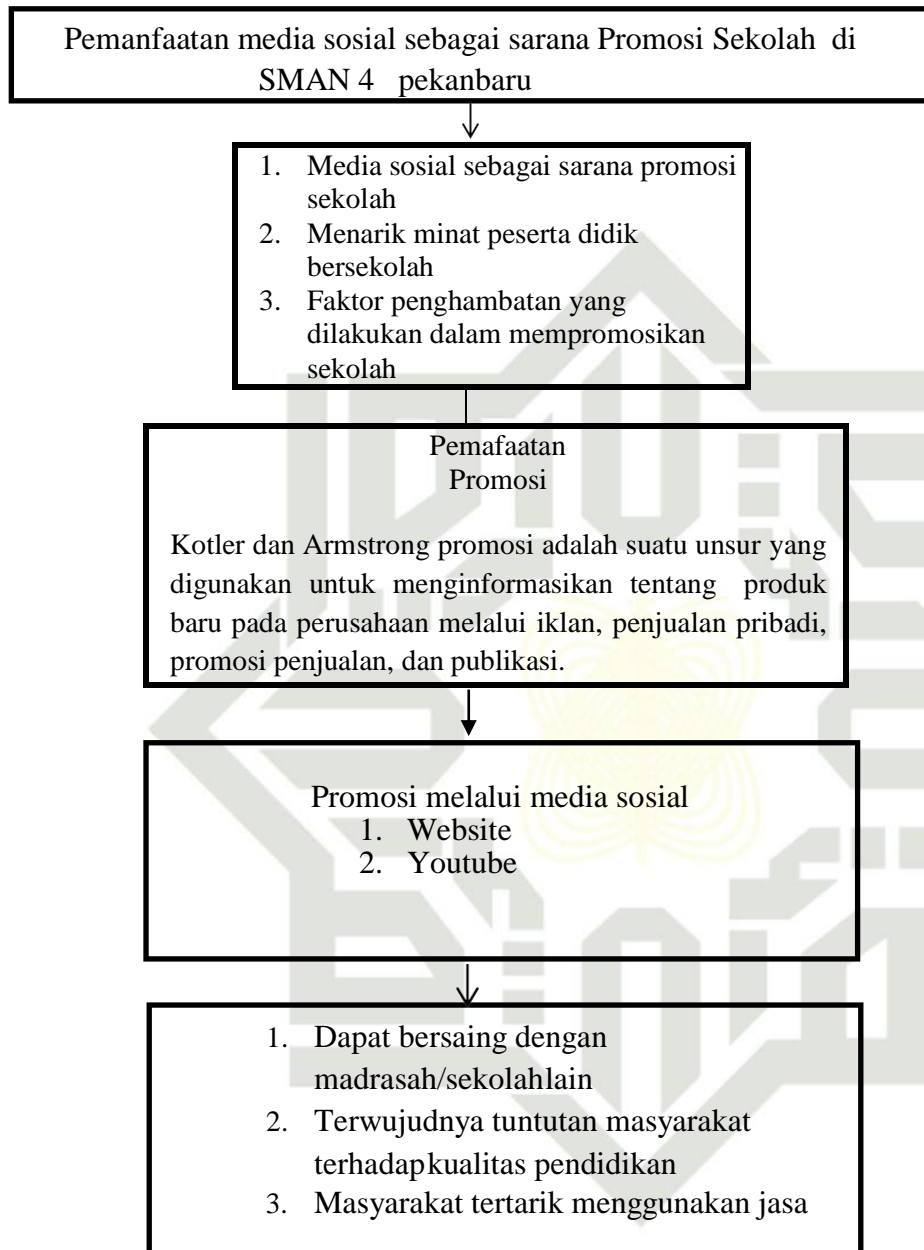 Pemanfaatan media sosial sebagai sarana Promosi Sekolah di
SMAN 4 pekanbaru
1. Media sosial sebagai sarana promosi
sekolah
2. Menarik minat peserta didik
bersekolah
3. Faktor penghambatan yang
dilakukan dalam mempromosikan
sekolah
Pemafaatan
Promosi
Kotler dan Armstrong promosi adalah suatu unsur yang
digunakan untuk menginformasikan tentang produk
baru pada perusahaan melalui iklan, penjualan pribadi,
promosi penjualan, dan publikasi.
Promosi melalui media sosial
1. Website
2. Youtube
1. Dapat bersaing dengan
madrasah/sekolahlain
2. Terwujudnya tuntutan masyarakat
terhadapkualitas pendidikan
3. Masyarakat tertarik menggunakan jasa